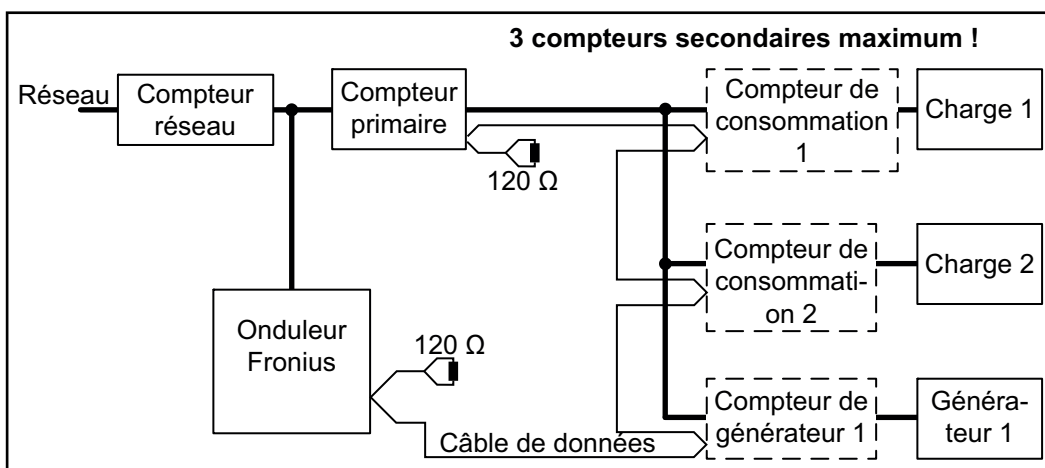 3 compteurs secondaires maximum !
Réseau
Compteur
réseau
Compteur
primaire
Compteur de
consommation
1
Charge 1
120 Ω
Compteur de
consommati-
on 2
Charge 2
Onduleur
Fronius
120 Ω
Câble de données
Compteur de
générateur 1
Généra-
teur 1